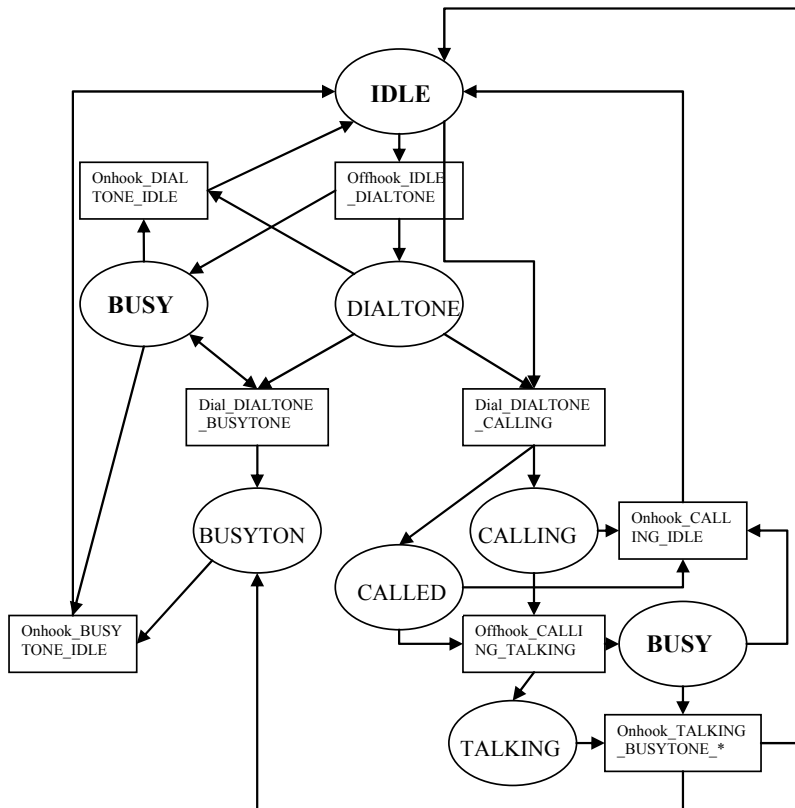 IDLE
Onhook_DIAL
TONE_IDLE
Offhook_IDLE
_DIALTONE
BUSY
DIALTONE
Dial_DIALTONE
_BUSYTONE
Dial_DIALTONE
_CALLING
BUSYTON
CALLING
Onhook_CALL
ING_IDLE
CALLED
Onhook_BUSY
TONE_IDLE
Offhook_CALLI
NG_TALKING
BUSY
TALKING
Onhook_TALKING
_BUSYTONE_*